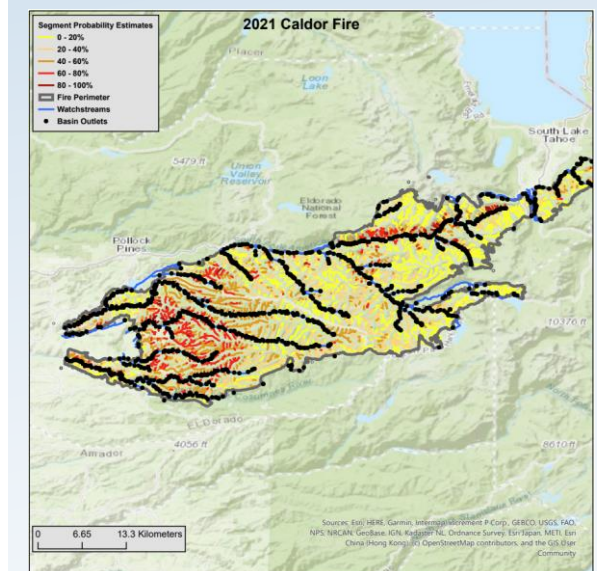 2021 Caldor Fire
Segment Probability Estimates
0 - 20%
20 - 40%
40 - 60%
60 - 80%
80 - 100%
Fire Perimeter
Watchstreams
Basin Outlets
Placer
Loon
Lake
South Lake
Tahoe
5479 ft
Union
Valley
Reservoir
Eldorado
National
Forest
Pollock
Pines
10376 ft
River
El Dorado
4056 ft
Amador
8610 ft
0 6.65 13.3 Kilometers
Sources: Esri, HERE, Garmin, Intermap, increment P Corp., GEBCO, USGS, FAO,
NPS, NRCAN, GeoBase, IGN, Kadaster NL, Ordnance Survey, Esri Japan, METI, Esri
China (Hong Kong), (c) OpenStreetMap contributors, and the GIS User
Community